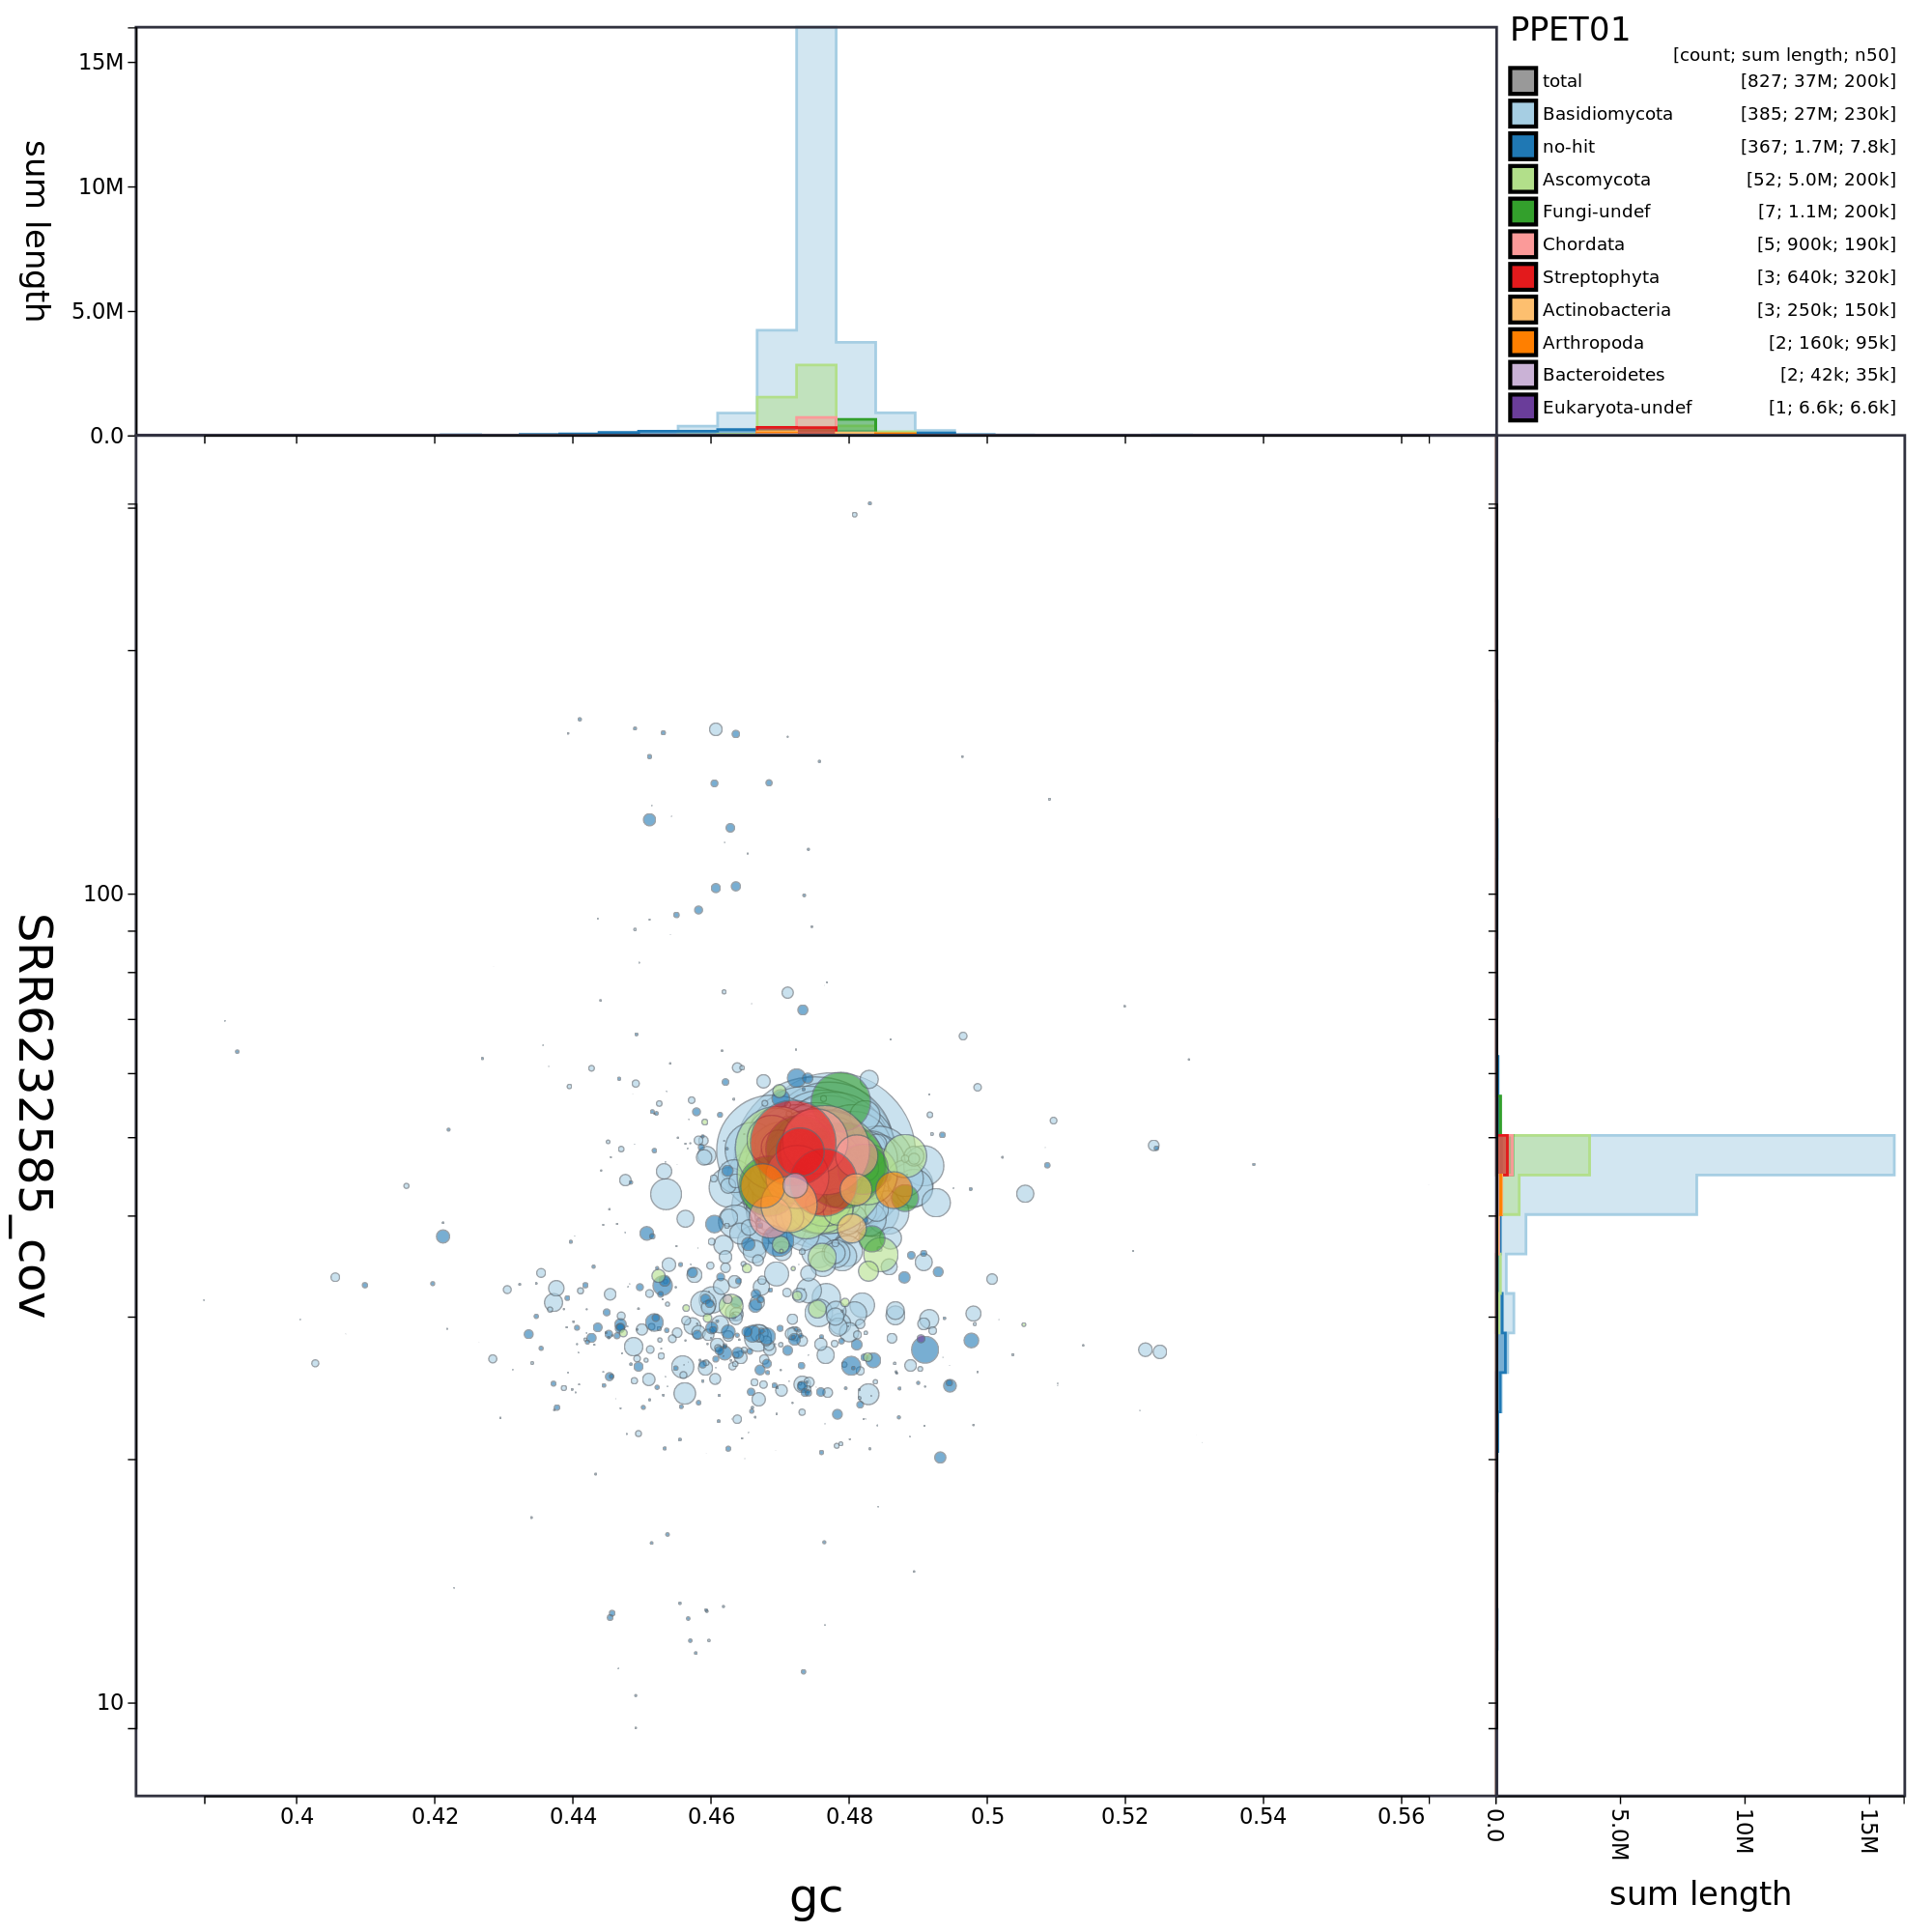 PPET01
[count; sum length; n50]
total [827; 37M; 200k]
Basidiomycota [385; 27M; 230k]
no-hit [367; 1.7M; 7.8k]
Ascomycota [52; 5.0M; 200k]
Fungi-undef [7; 1.1M; 200k]
Chordata [5; 900k; 190k]
Streptophyta [3; 640k; 320k]
Actinobacteria [3; 250k; 150k]
Arthropoda [2; 160k; 95k]
Bacteroidetes [2; 42k; 35k]
Eukaryota-undef [1; 6.6k; 6.6k]
sum length
15M
10M
5.0M
0.0
SRR6232585_cov
100
10
0.4 0.42 0.44 0.46 0.48 0.5 0.52 0.54 0.56
gc
0.0 5.0M 10M 15M
sum length